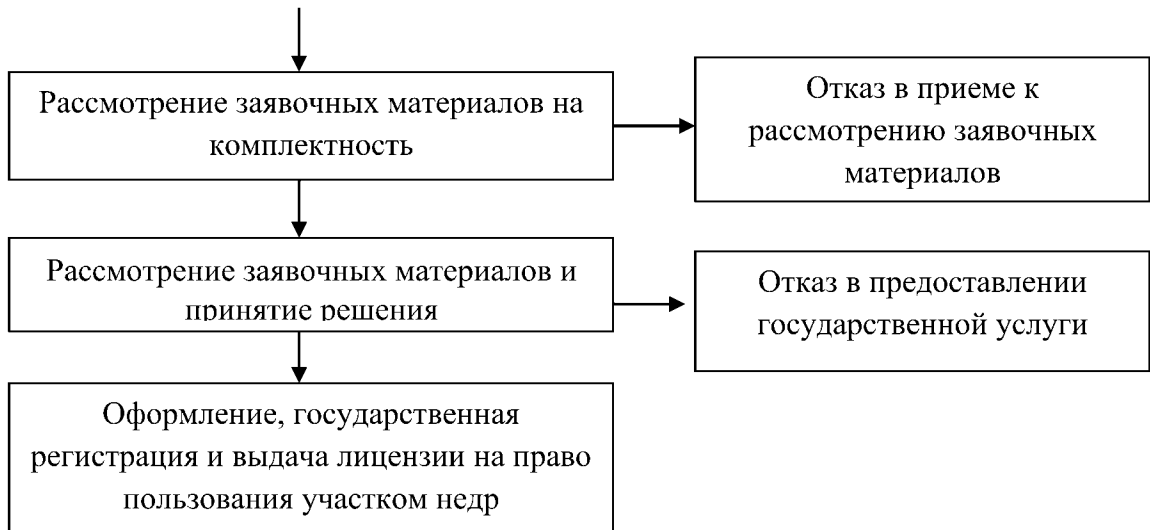 Рассмотрение заявочных материалов на
комплектность
Отказ в приеме к
рассмотрению заявочных
материалов
Рассмотрение заявочных материалов и
принятие решения
Отказ в предоставлении
государственной услуги
Оформление, государственная
регистрация и выдача лицензии на право
пользования участком недр